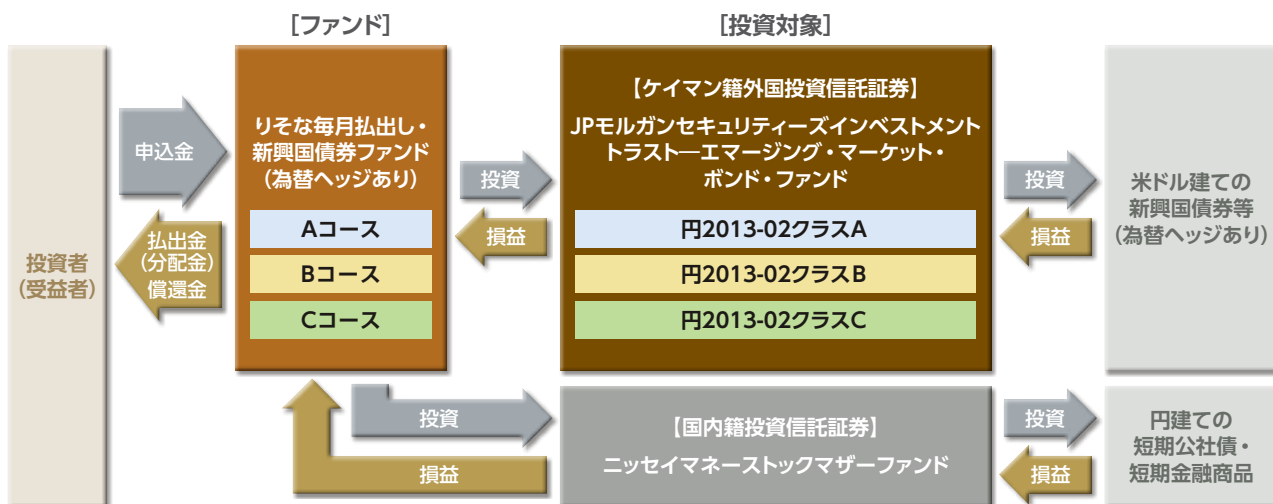 ［ファンド］
［投資対象］
投資者
（受益者）
申込金
払出金
（分配金）
償還金
りそな毎月払出し・
新興国債券ファンド
（為替ヘッジあり）
Aコース
Bコース
Cコース
投資
損益
【ケイマン籍外国投資信託証券】
JPモルガンセキュリティーズインベストメント
トラスト―エマージング・マーケット・
ボンド・ファンド
円2013-02クラスA
円2013-02クラスB
円2013-02クラスC
投資
損益
米ドル建ての
新興国債券等
（為替ヘッジあり）
投資
損益
【国内籍投資信託証券】
ニッセイマネーストックマザーファンド
投資
損益
円建ての
短期公社債・
短期金融商品